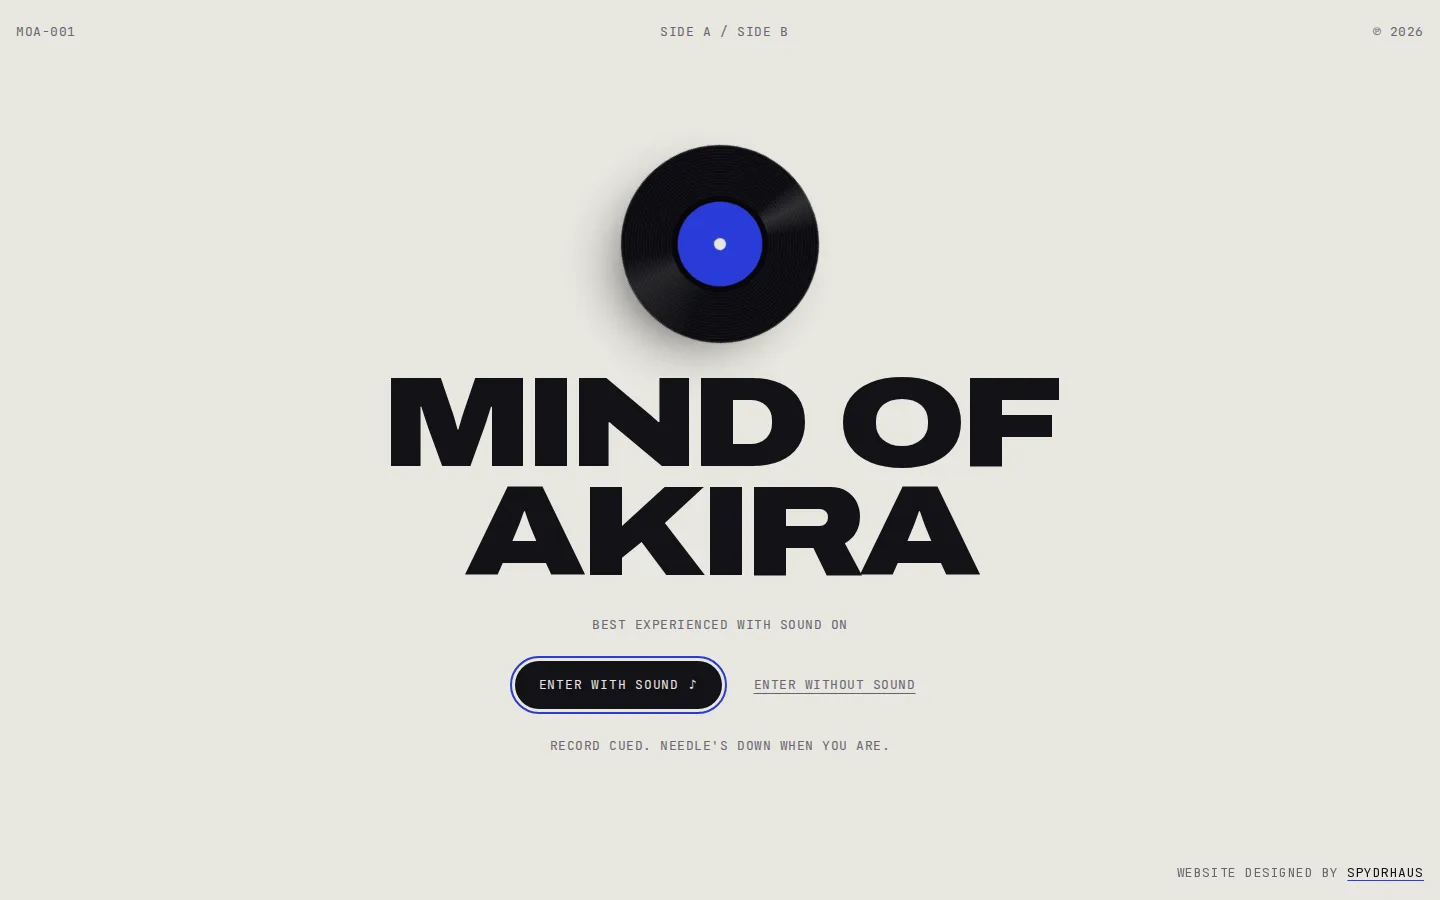 MOA-001
SIDE A / SIDE B
℗ 2026
MIND OF
AKIRA
BEST EXPERIENCED WITH SOUND ON
ENTER WITH SOUND ♪
ENTER WITHOUT SOUND
RECORD CUED. NEEDLE'S DOWN WHEN YOU ARE.
WEBSITE DESIGNED BY SPYDRHAUS